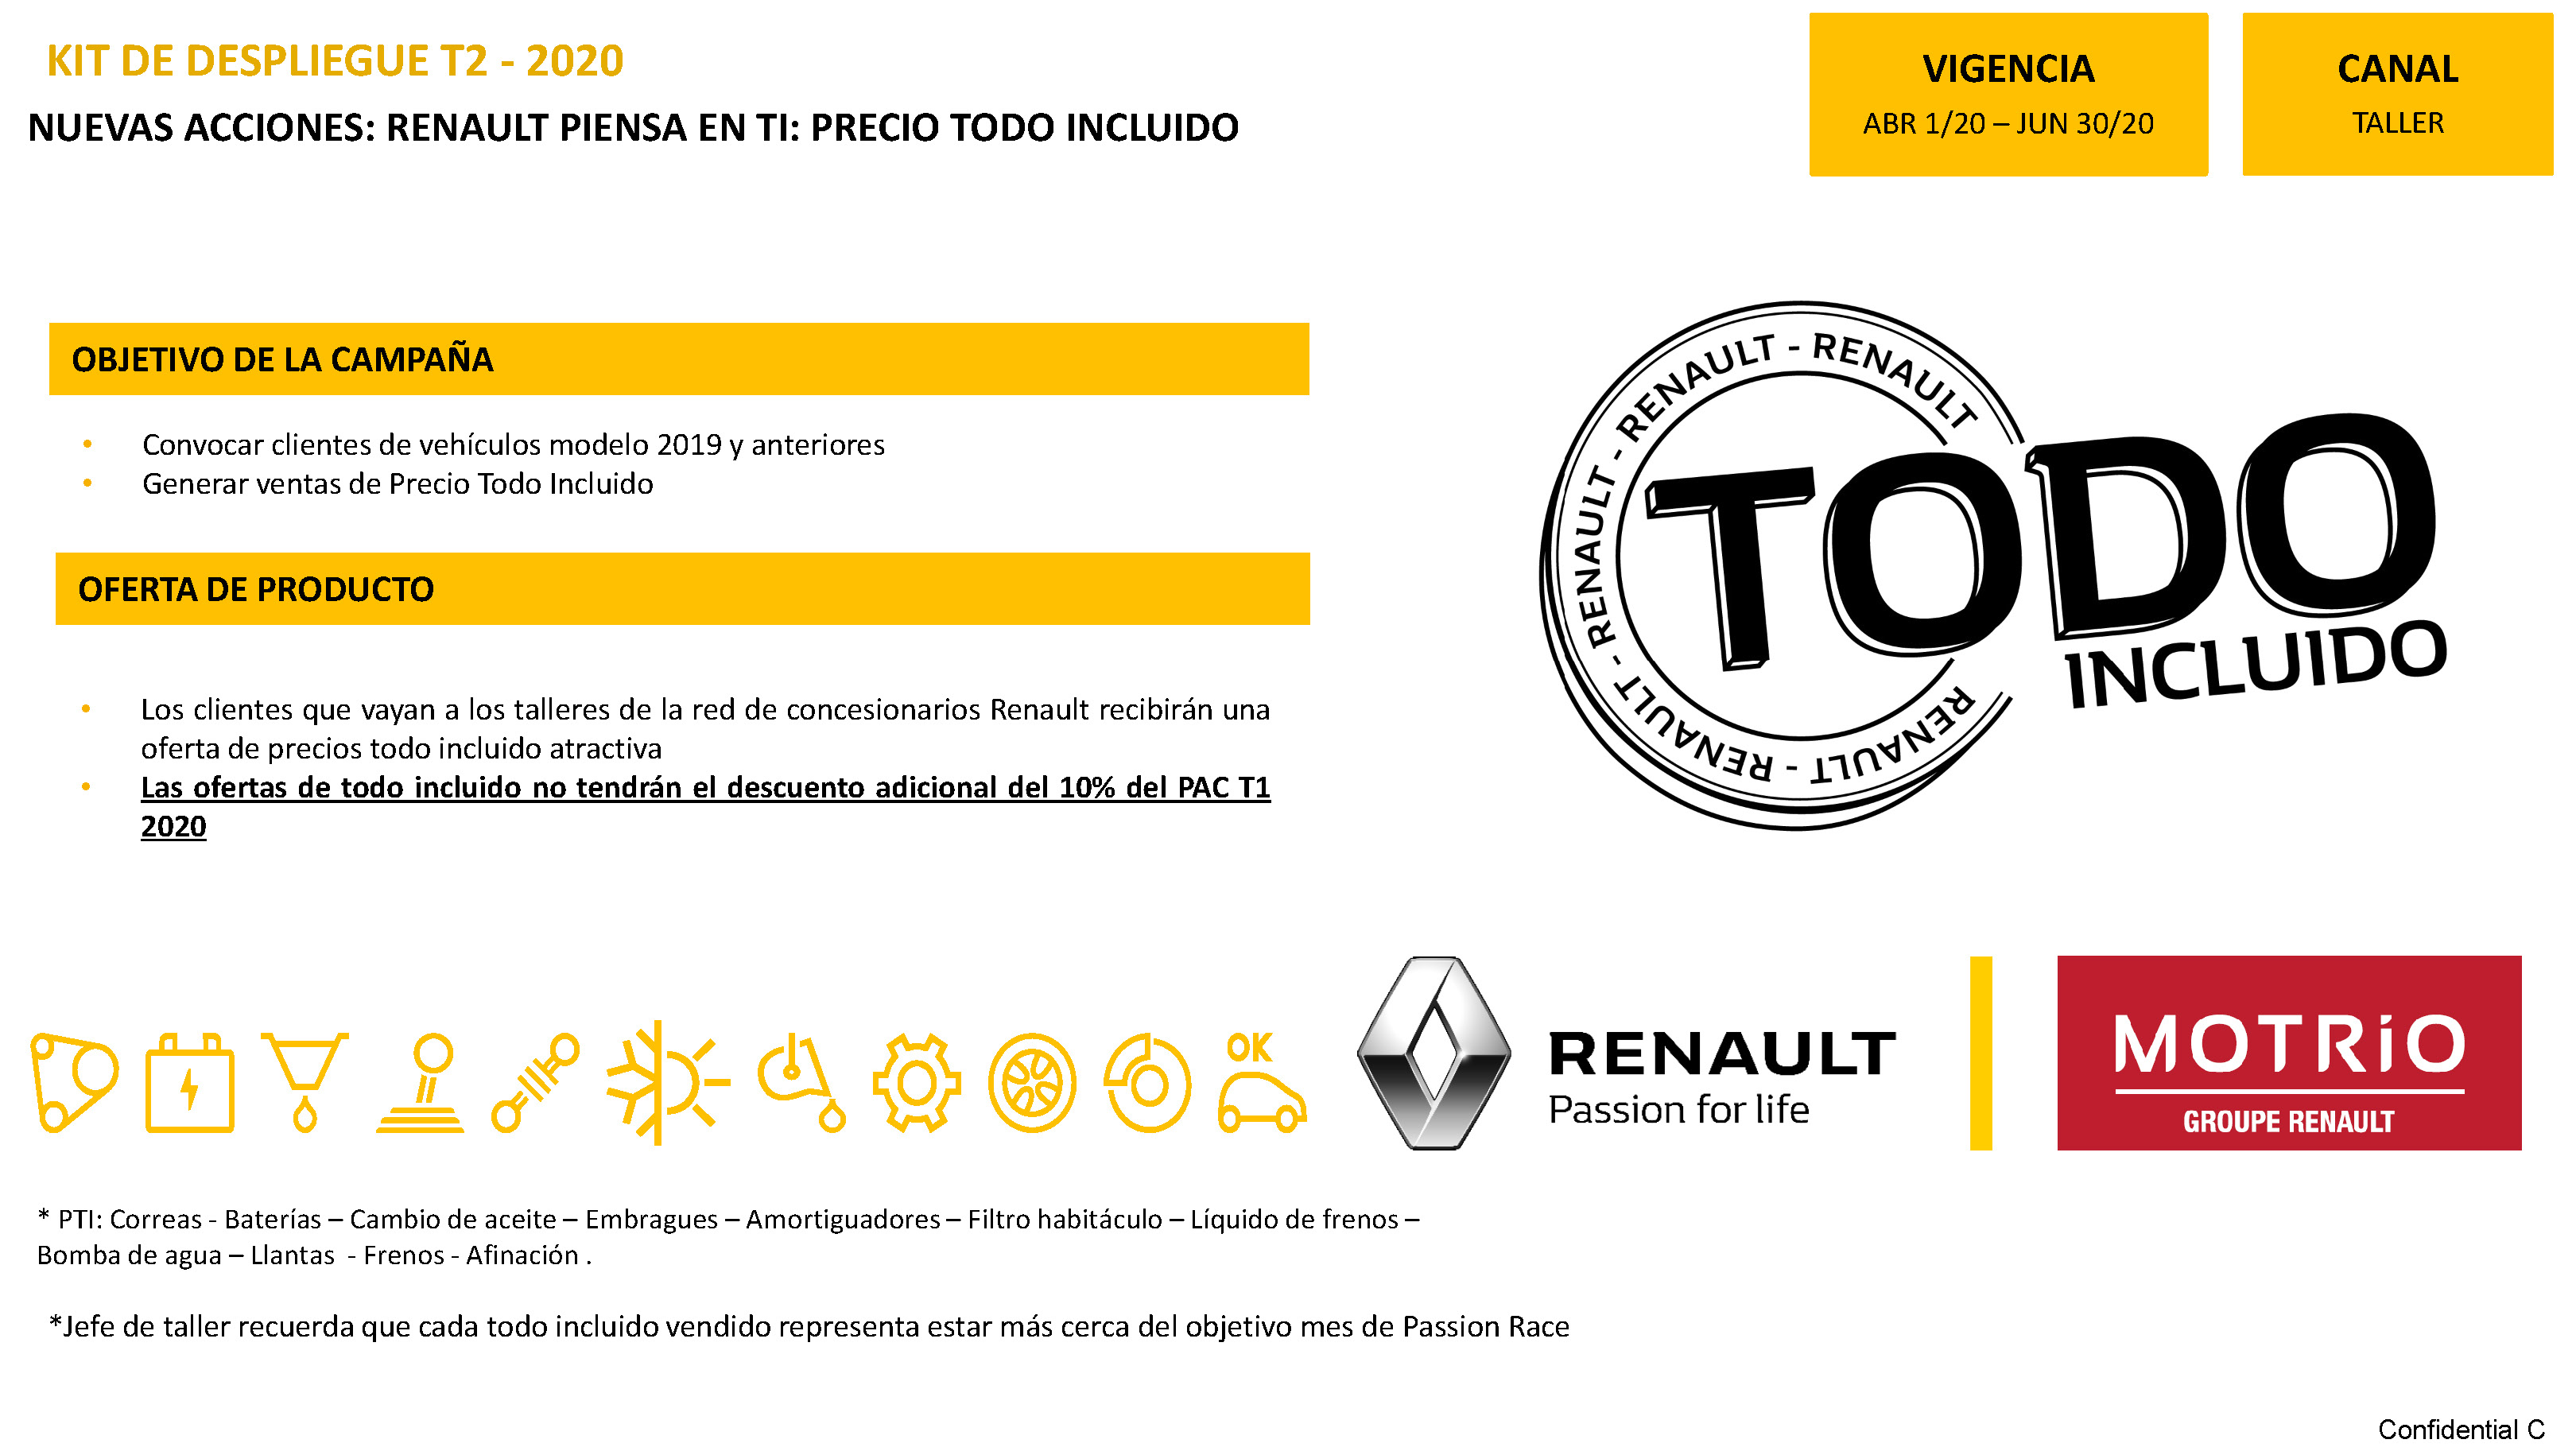 KIT DE DESPLIEGUE T2 - 2020
NUEVAS ACCIONES: RENAULT PIENSA EN TI: PRECIO TODO INCLUIDO
VIGENCIA
ABR 1/20 – JUN 30/20
CANAL
TALLER
OBJETIVO DE LA CAMPAÑA
• Convocar clientes de vehículos modelo 2019 y anteriores
• Generar ventas de Precio Todo Incluido
OFERTA DE PRODUCTO
• Los clientes que vayan a los talleres de la red de concesionarios Renault recibirán una
oferta de precios todo incluido atractiva
• Las ofertas de todo incluido no tendrán el descuento adicional del 10% del PAC T1
2020
RENAULT - RENAULT - RENAULT - RENAULT - RENAULT
TODO
INCLUIDO
OK
RENAULT
Passion for life
MOTRiO
GROUPE RENAULT
* PTI: Correas - Baterías – Cambio de aceite – Embragues – Amortiguadores – Filtro habitáculo – Líquido de frenos –
Bomba de agua – Llantas - Frenos - Afinación .
*Jefe de taller recuerda que cada todo incluido vendido representa estar más cerca del objetivo mes de Passion Race
Confidential C